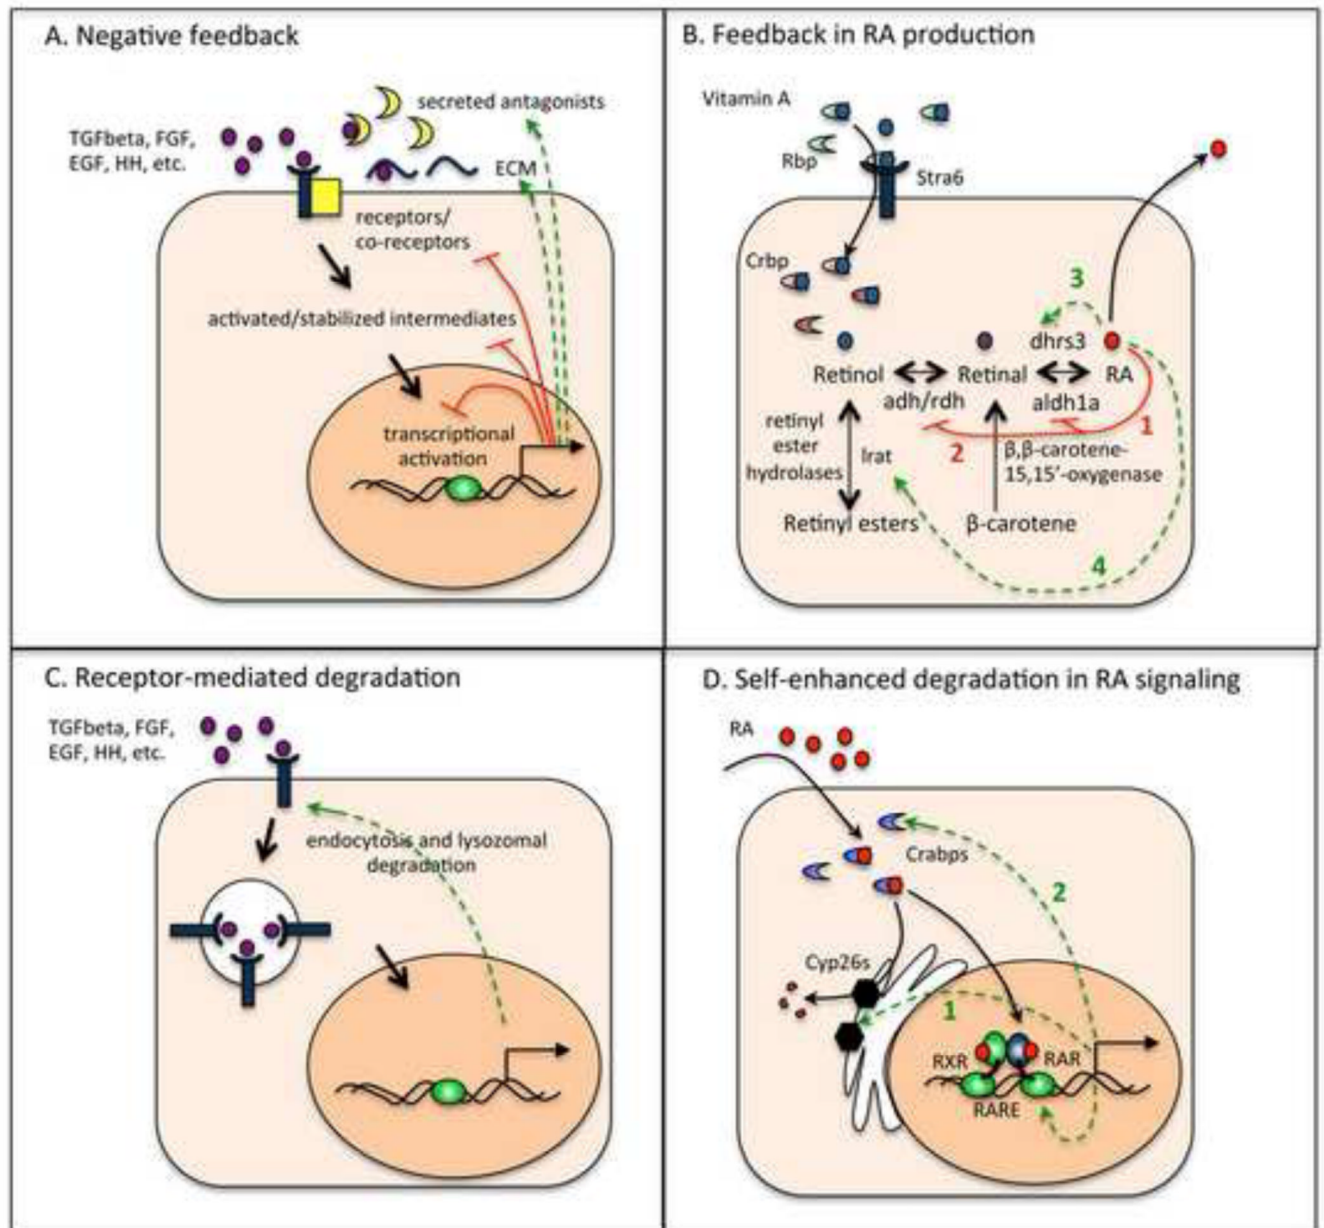 A. Negative feedback
secreted antagonists
TGFbeta, FGF,
EGF, HH, etc.
ECM
receptors/
co-receptors
activated/stabilized intermediates
transcriptional
activation
B. Feedback in RA production
Vitamin A
Rbp
Stra6
Crbp
3
dhrs3
Retinol
Retinal
RA
adh/rdh
aldh1a
1
2
retinyl
ester
hydrolases
lrat
β,β-carotene-
15,15′-oxygenase
Retinyl esters
β-carotene
4
C. Receptor-mediated degradation
TGFbeta, FGF,
EGF, HH, etc.
endocytosis and lysozomal
degradation
D. Self-enhanced degradation in RA signaling
RA
Crabps
2
Cyp26s
1
RXR
RAR
RARE